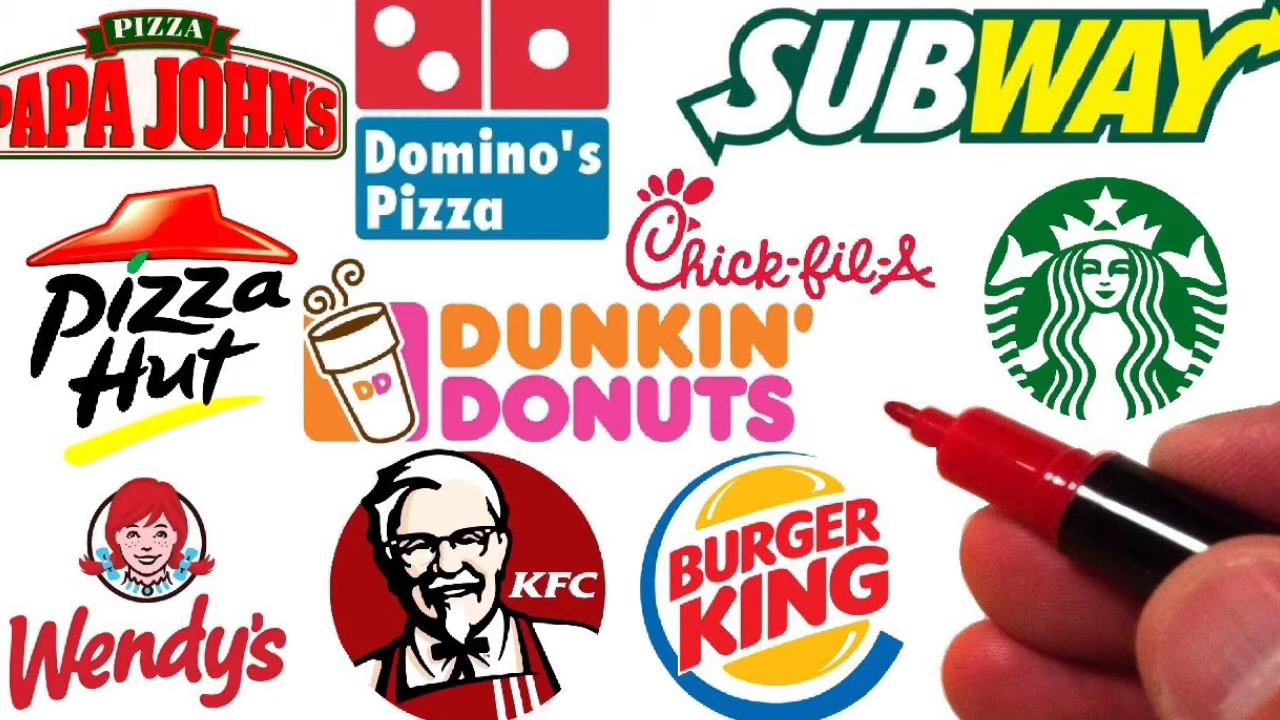 PIZZA
PAPA JOHN'S
Domino's
Pizza
SUBWAY
Chick-fil-A
Pizza
Hut
DD
DUNKIN'
DONUTS
Wendy's
KFC
BURGER
KING